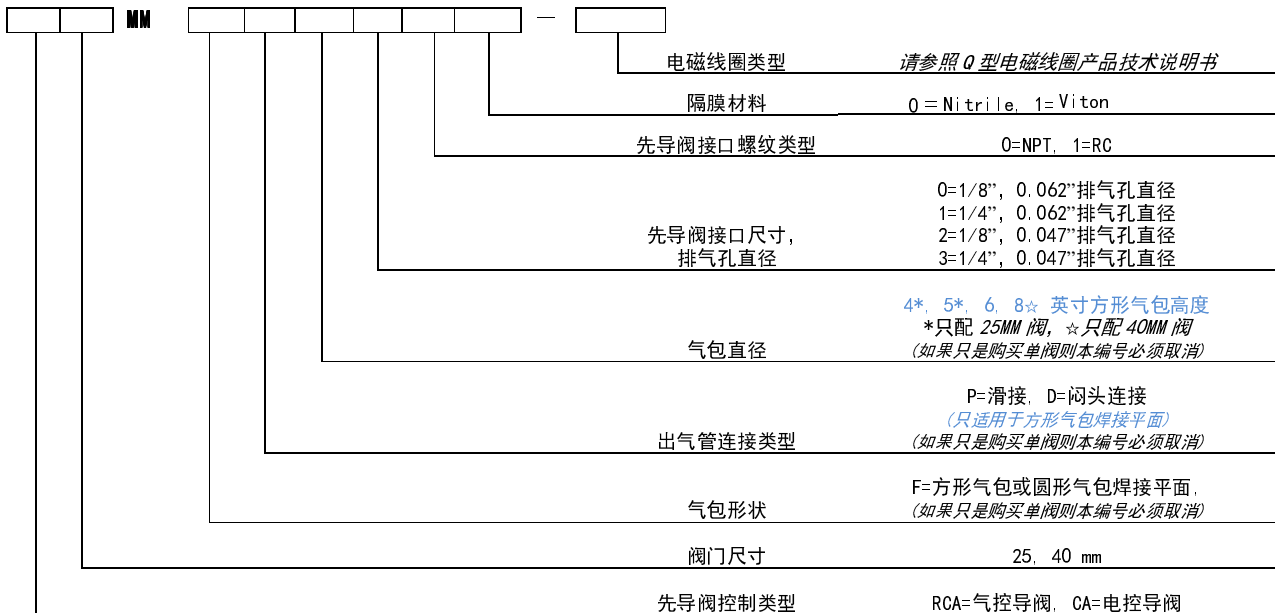 MM —
电磁线圈类型 请参照 Q 型电磁线圈产品技术说明书
隔膜材料 0 = Nitrile, 1= Viton
先导阀接口螺纹类型 0=NPT, 1=RC
0=1/8”, 0.062”排气孔直径
1=1/4”, 0.062”排气孔直径
先导阀接口尺寸, 2=1/8”, 0.047”排气孔直径
排气孔直径 3=1/4”, 0.047”排气孔直径
4*, 5*, 6, 8☆ 英寸方形气包高度
*只配 25MM 阀, ☆只配 40MM 阀
气包直径 (如果只是购买单阀则本编号必须取消)
P=滑接, D=闷头连接
(只适用于方形气包焊接平面)
出气管连接类型 (如果只是购买单阀则本编号必须取消)
F=方形气包或圆形气包焊接平面,
气包形状 (如果只是购买单阀则本编号必须取消)
阀门尺寸 25, 40 mm
先导阀控制类型 RCA=气控导阀, CA=电控导阀